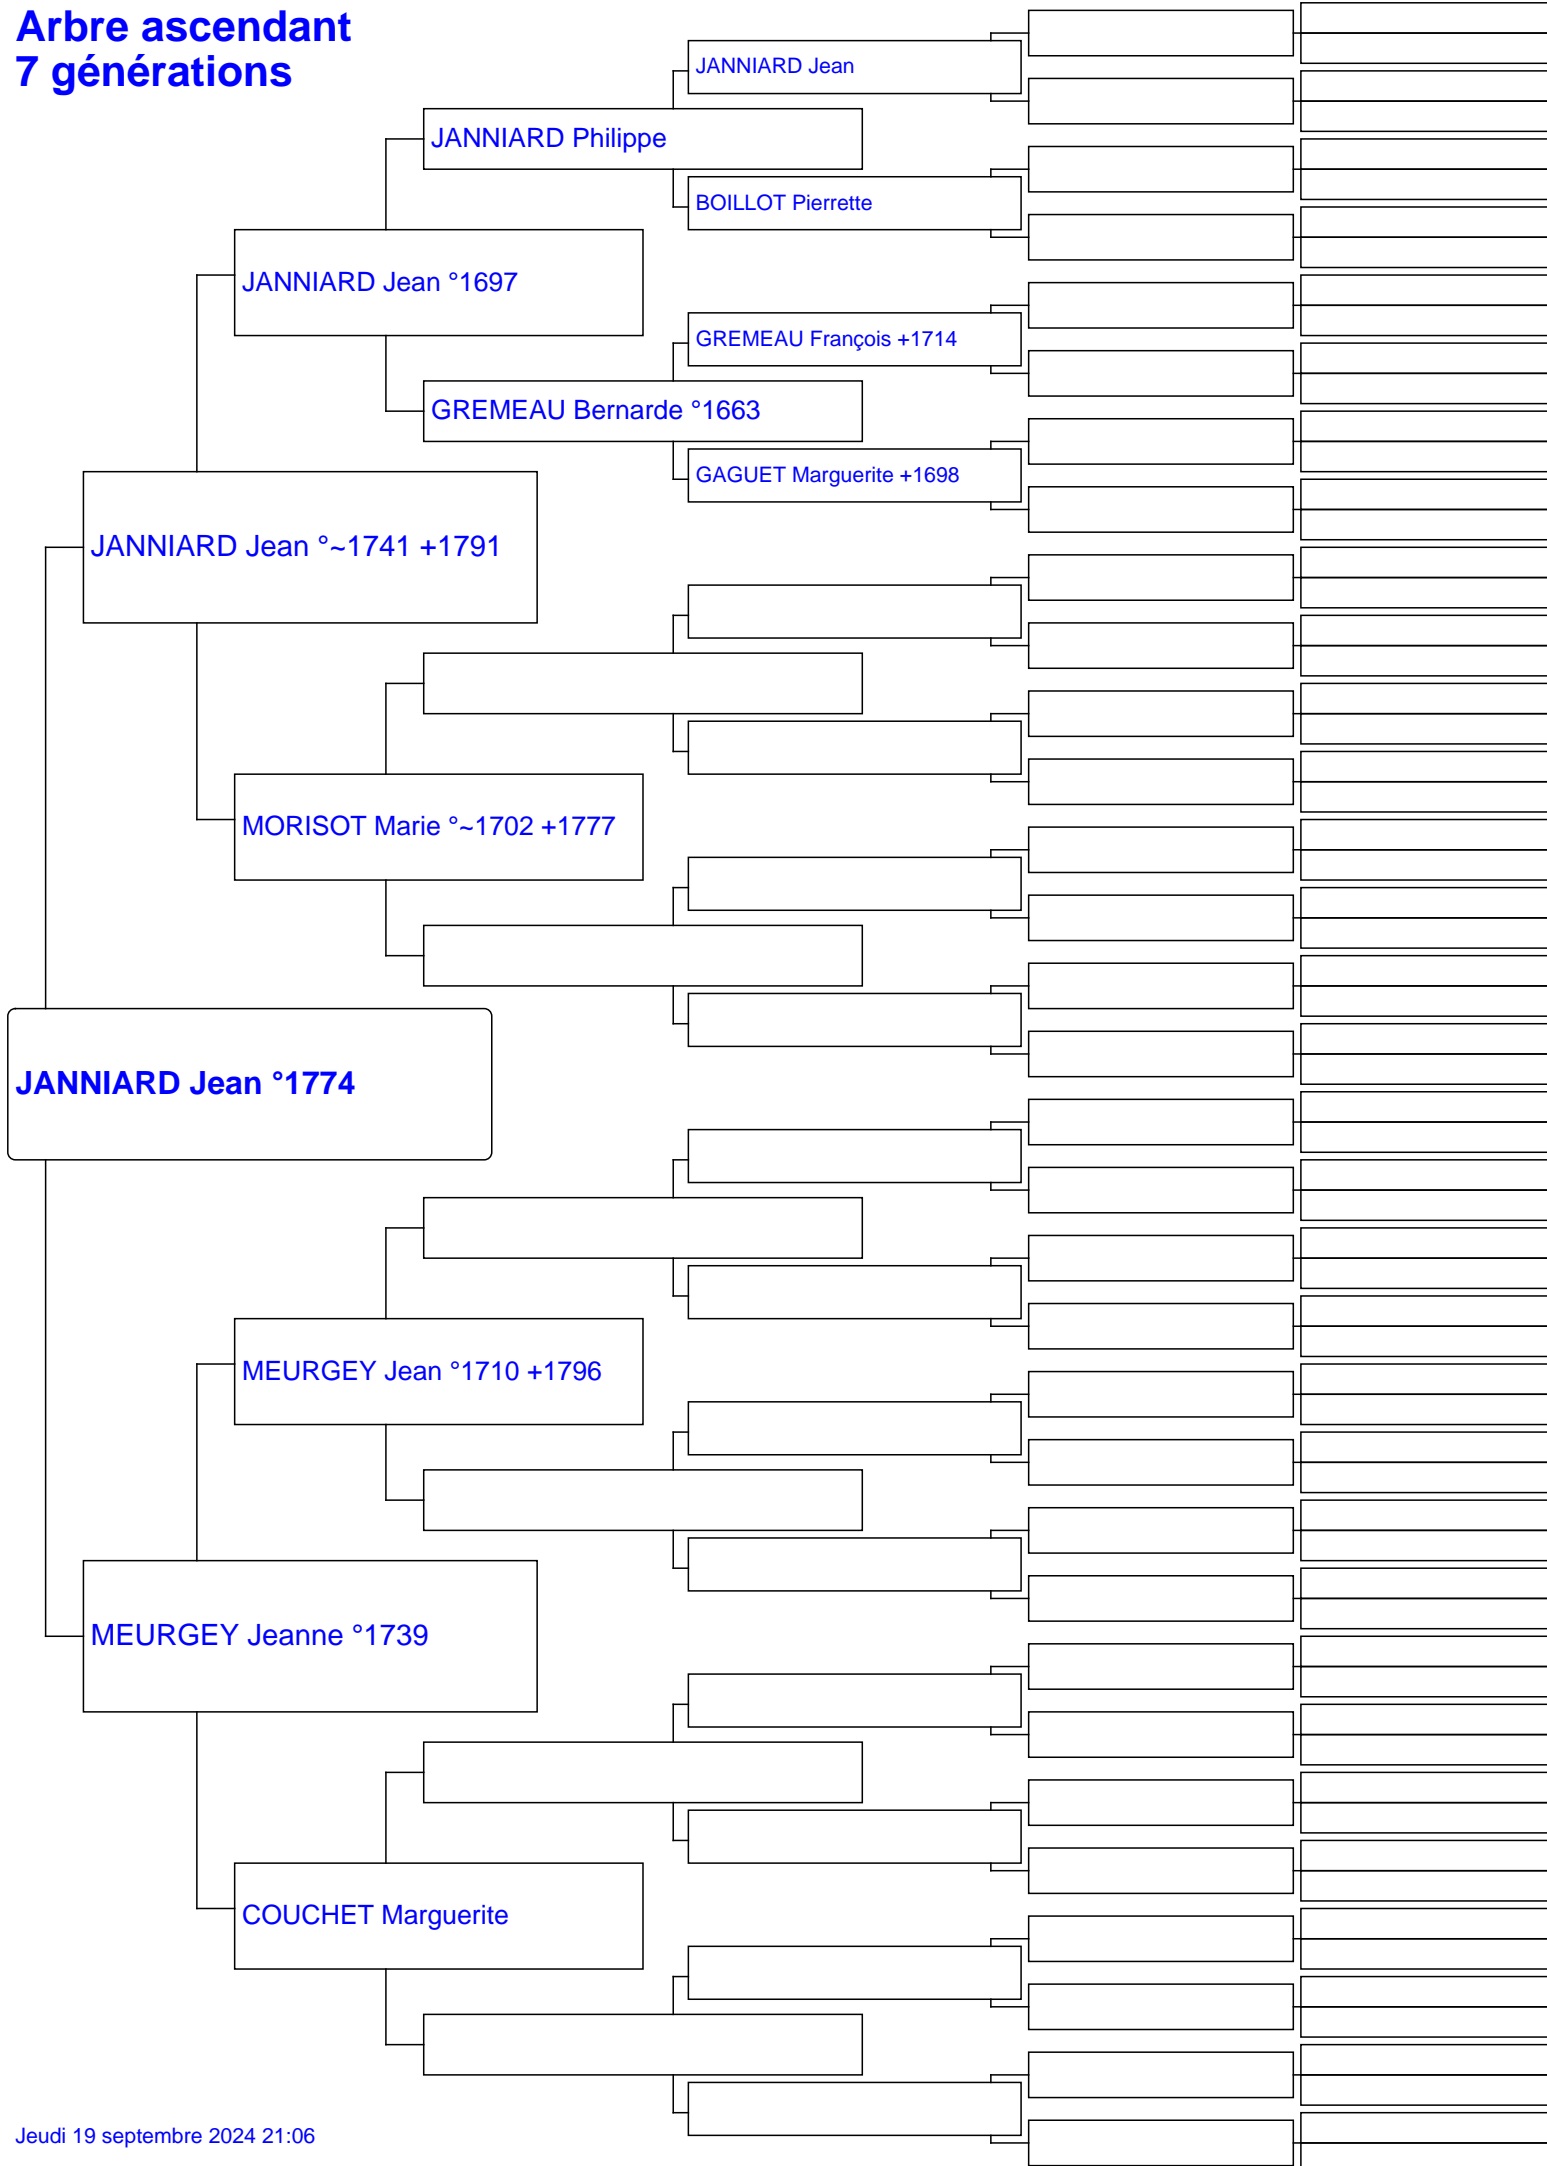 Arbre ascendant
7 générations
JANNIARD Jean
JANNIARD Philippe
BOILLOT Pierrette
JANNIARD Jean °1697
GREMEAU François +1714
GREMEAU Bernarde °1663
GAGUET Marguerite +1698
JANNIARD Jean °~1741 +1791
MORISOT Marie °~1702 +1777
JANNIARD Jean °1774
MEURGEY Jean °1710 +1796
MEURGEY Jeanne °1739
COUCHET Marguerite
Jeudi 19 septembre 2024 21:06